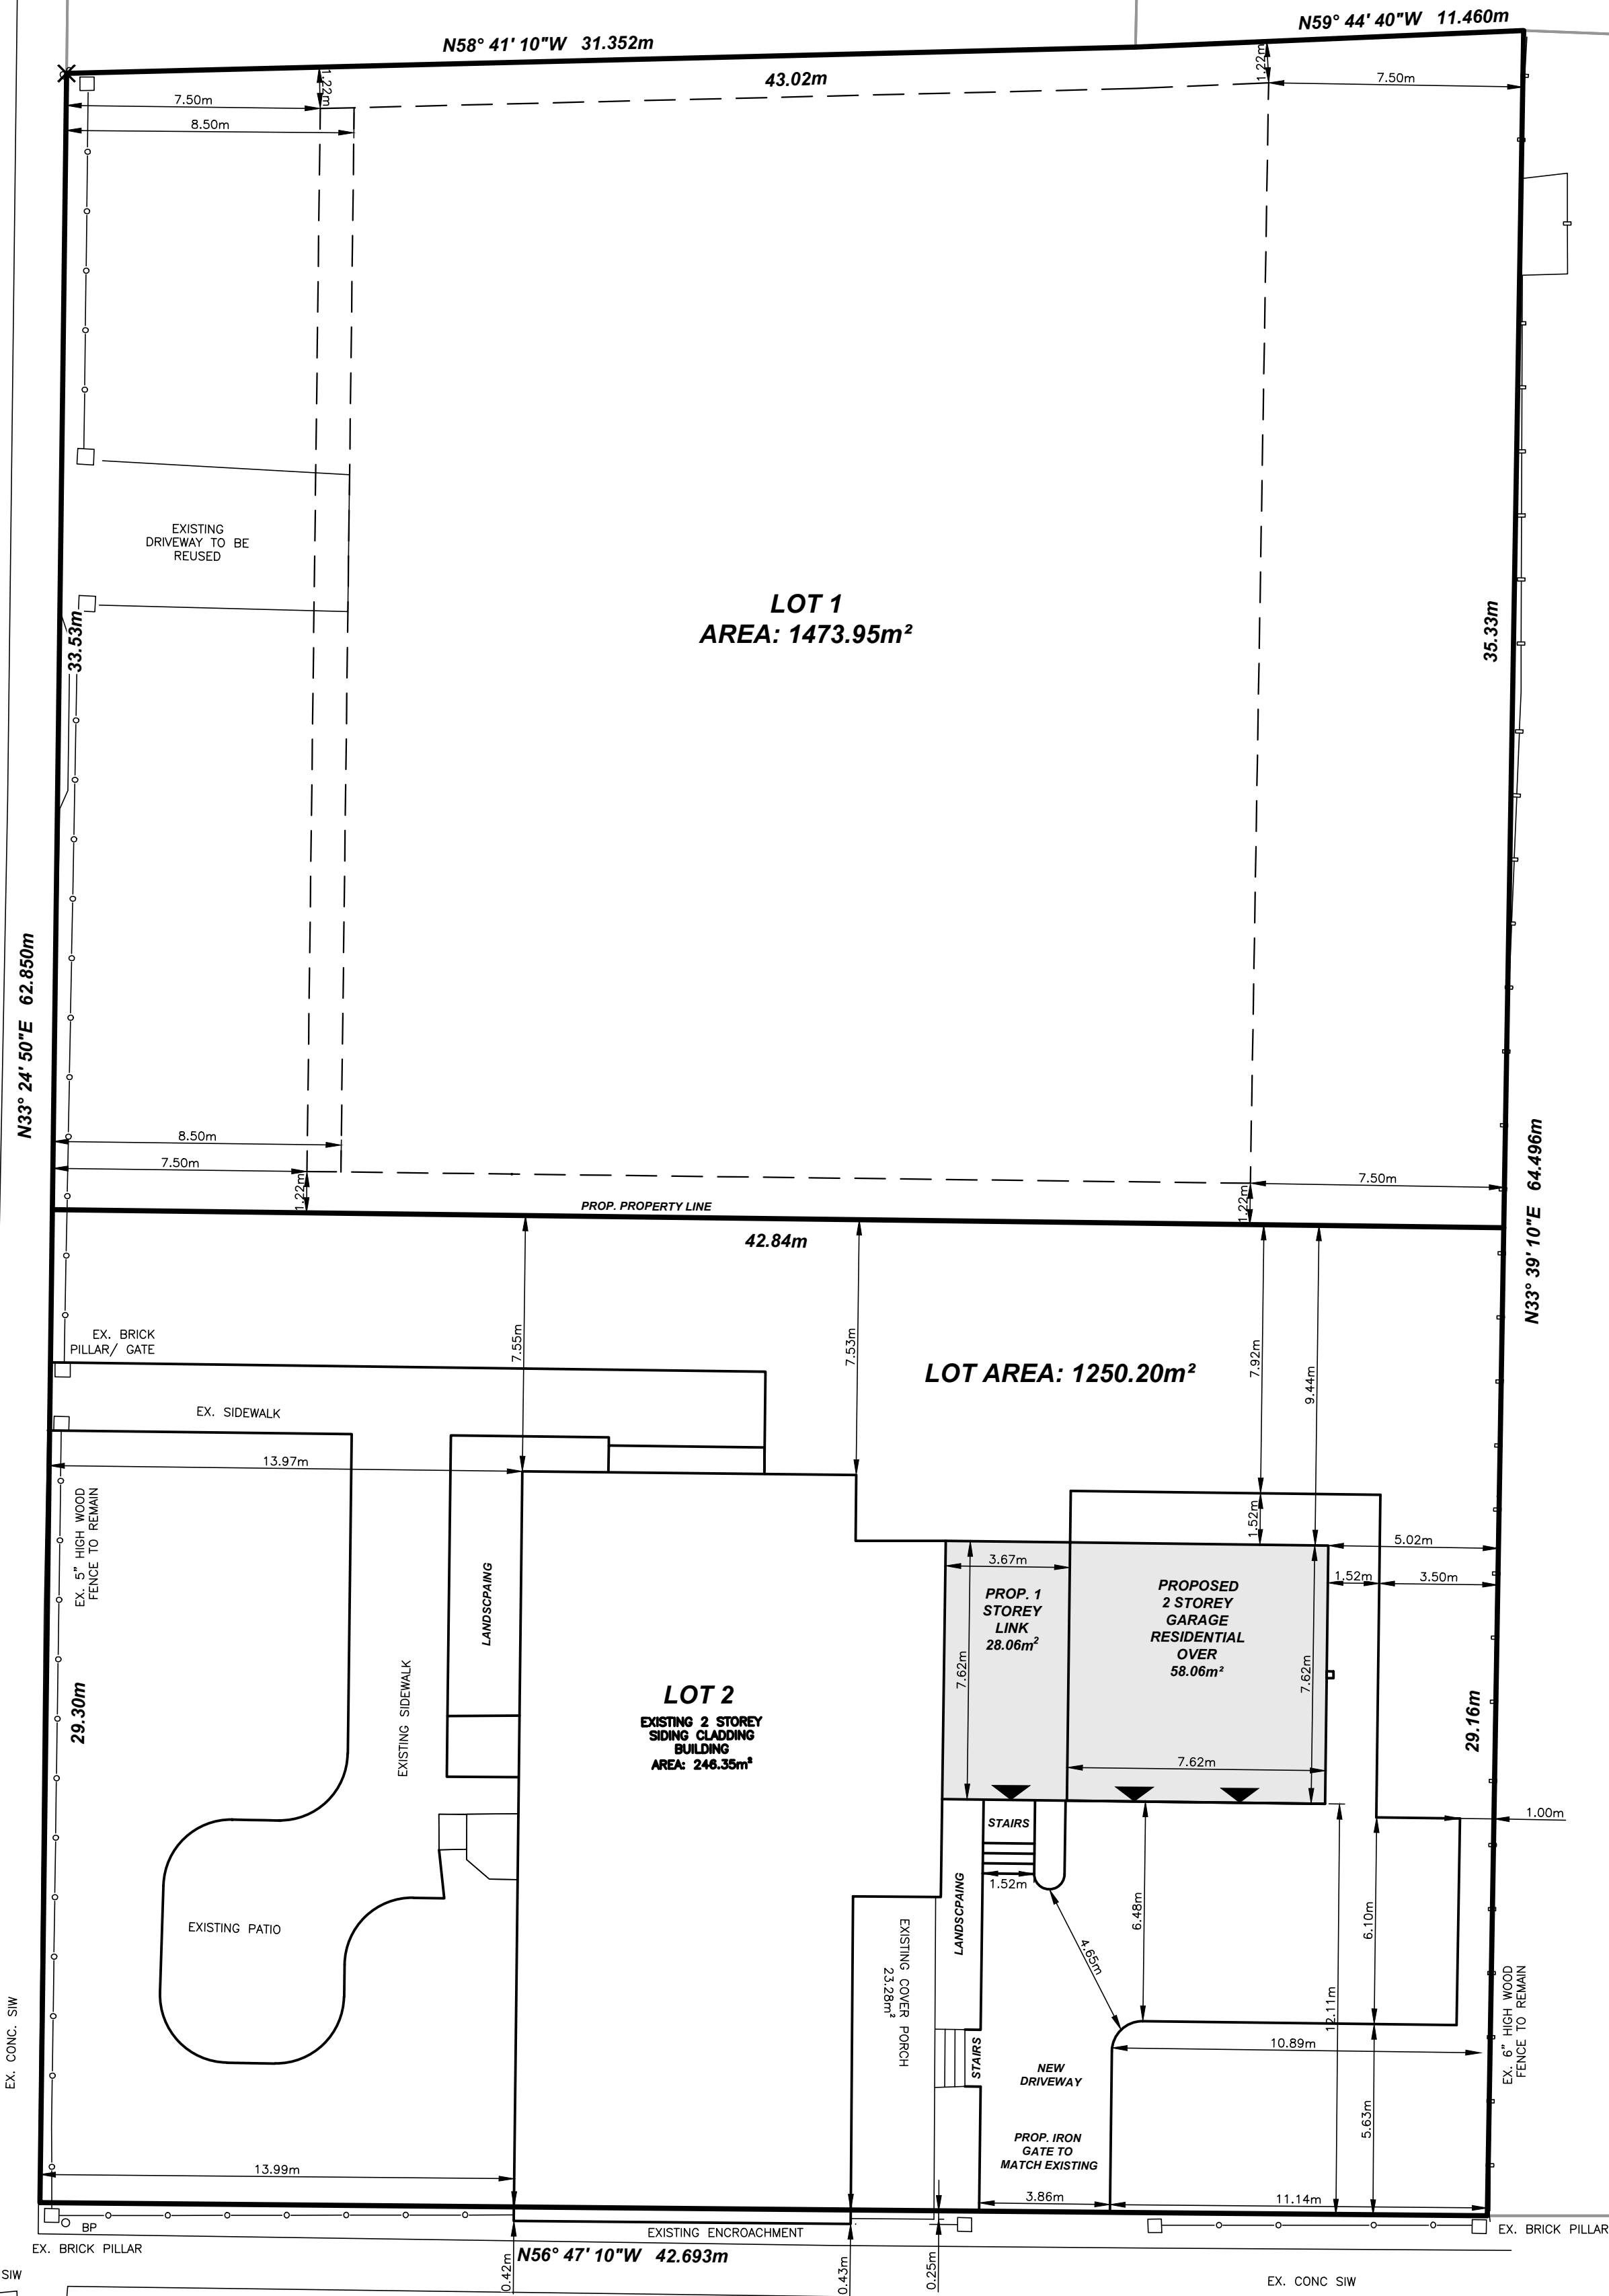 N58° 41' 10"W 31.352m
N59° 44' 40"W 11.460m
1.22m
43.02m
1.22m
7.50m
7.50m
8.50m
EXISTING
DRIVEWAY TO BE
REUSED
LOT 1
AREA: 1473.95m²
33.53m
35.33m
N33° 24' 50"E 62.850m
8.50m
7.50m
1.22m
PROP. PROPERTY LINE
1.22m
7.50m
N33° 39' 10"E 64.496m
42.84m
EX. BRICK
PILLAR/ GATE
7.55m
7.53m
7.92m
9.44m
LOT AREA: 1250.20m²
EX. SIDEWALK
13.97m
EX. 5" HIGH WOOD
FENCE TO REMAIN
LANDSCPAING
1.52m
5.02m
3.67m
1.52m
3.50m
PROP. 1
STOREY
LINK
28.06m²
PROPOSED
2 STOREY
GARAGE
RESIDENTIAL
OVER
58.06m²
7.62m
7.62m
7.62m
EXISTING SIDEWALK
LOT 2
EXISTING 2 STOREY
SIDING CLADDING
BUILDING
AREA: 246.35m²
29.30m
29.16m
STAIRS
1.00m
1.52m
EXISTING PATIO
LANDSCPAING
EXISTING COVER PORCH
23.28m²
6.48m
6.10m
4.65m
12.11m
10.89m
STAIRS
NEW
DRIVEWAY
EX. CONC. SIW
EX. 6" HIGH WOOD
FENCE TO REMAIN
5.63m
PROP. IRON
GATE TO
MATCH EXISTING
13.99m
3.86m
11.14m
BP
EX. BRICK PILLAR
EXISTING ENCROACHMENT
EX. BRICK PILLAR
N56° 47' 10"W 42.693m
0.42m
0.43m
0.25m
SIW
EX. CONC SIW